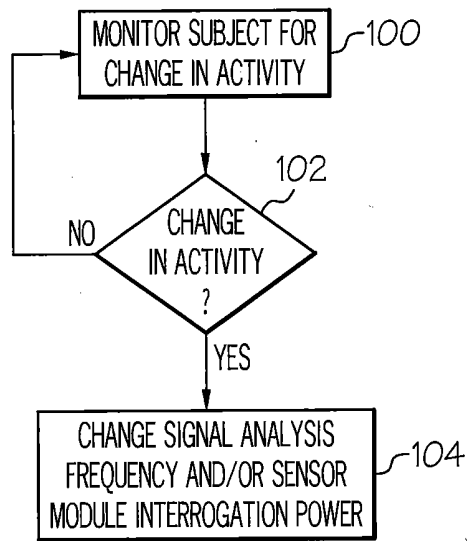 MONITOR SUBJECT FOR
CHANGE IN ACTIVITY
100
102
CHANGE
IN ACTIVITY
?
NO
YES
CHANGE SIGNAL ANALYSIS
FREQUENCY AND/OR SENSOR
MODULE INTERROGATION POWER
104